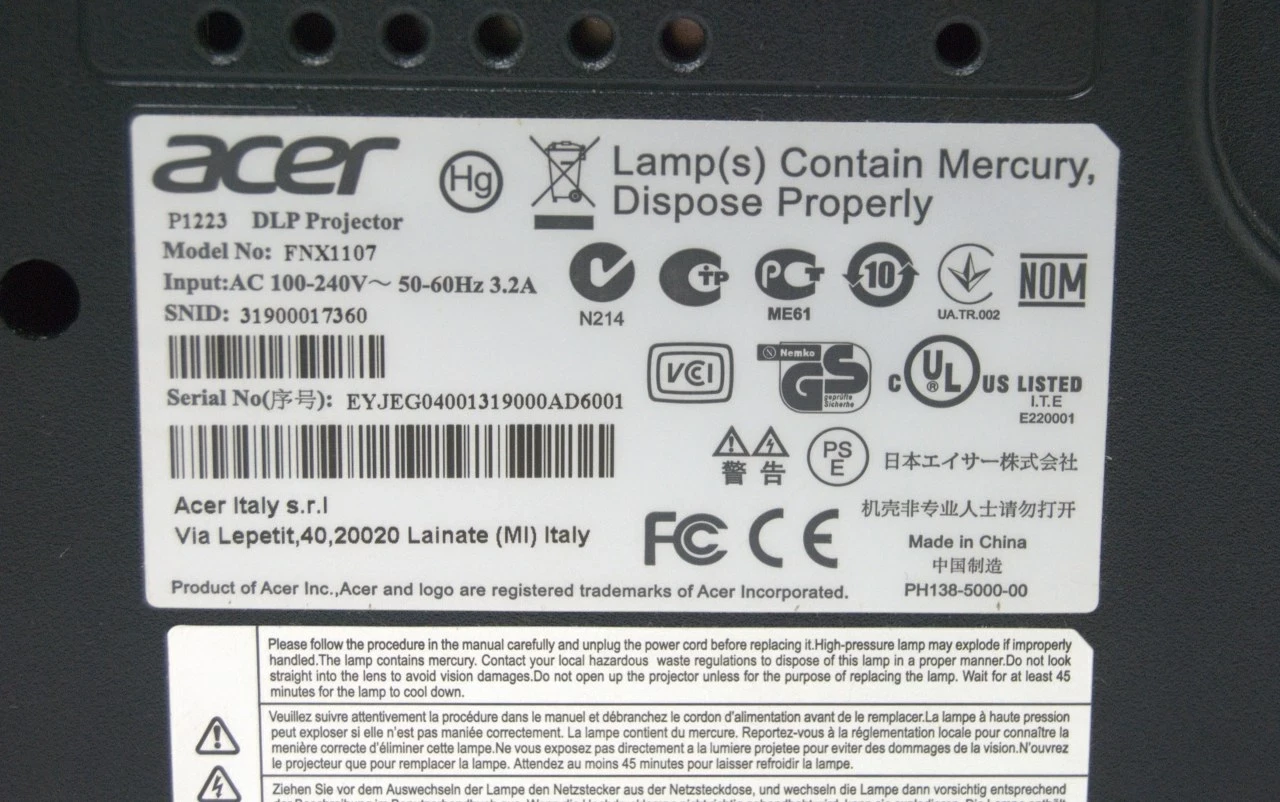 acer
Hg
Lamp(s) Contain Mercury,
Dispose Properly
P1223 DLP Projector
Model No: FNX1107
Input:AC 100-240V～ 50-60Hz 3.2A
SNID: 31900017360
N214
ME61
10
UA.TR.002
NOM
VCI
Nemko
GS
geprüfte
Sicherheit
C UL US LISTED
®
I.T.E
E220001
Serial No(序号): EYJEG04001319000AD6001
警告
PS
E
日本エイサー株式会社
Acer Italy s.r.l
Via Lepetit,40,20020 Lainate (MI) Italy
FC CE
机壳非专业人士请勿打开
Made in China
中国制造
PH138-5000-00
Product of Acer Inc.,Acer and logo are registered trademarks of Acer Incorporated.
Please follow the procedure in the manual carefully and unplug the power cord before replacing it.High-pressure lamp may explode if improperly
handled.The lamp contains mercury. Contact your local hazardous waste regulations to dispose of this lamp in a proper manner.Do not look
straight into the lens to avoid vision damages.Do not open up the projector unless for the purpose of replacing the lamp. Wait for at least 45
minutes for the lamp to cool down.
Veuillez suivre attentivement la procédure dans le manuel et débranchez le cordon d'alimentation avant de le remplacer.La lampe à haute pression
peut exploser si elle n'est pas maniée correctement. La lampe contient du mercure. Reportez-vous à la réglementation locale pour connaître la
menière correcte d'éliminer cette lampe.Ne vous exposez pas directement a la lumiere projetee pour eviter des dommages de la vision.N'ouvrez
le projecteur que pour remplacer la lampe. Attendez au moins 45 minutes pour laisser refroidir la lampe.
Ziehen Sie vor dem Auswechseln der Lampe den Netzstecker aus der Netzsteckdose, und wechseln die Lampe dann vorsichtig entsprechend